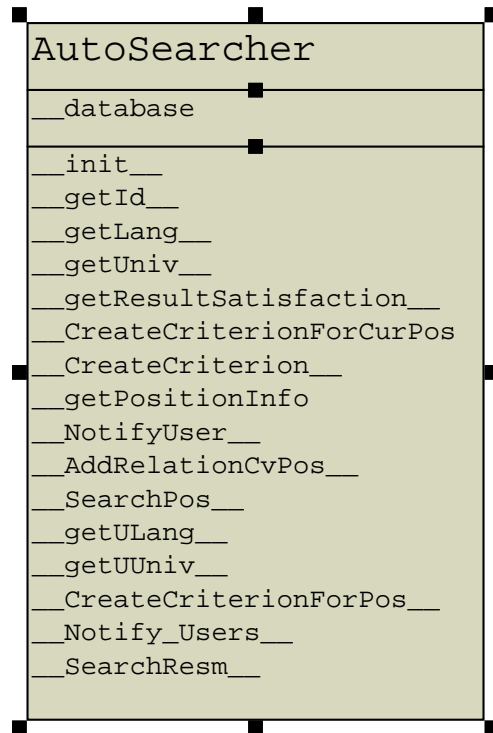 AutoSearcher
__database
__init__
__getId__
__getLang__
__getUniv__
__getResultSatisfaction__
__CreateCriterionForCurPos
__CreateCriterion__
__getPositionInfo
__NotifyUser__
__AddRelationCvPos__
__SearchPos__
__getULang__
__getUUniv__
__CreateCriterionForPos__
__Notify_Users__
__SearchResm__